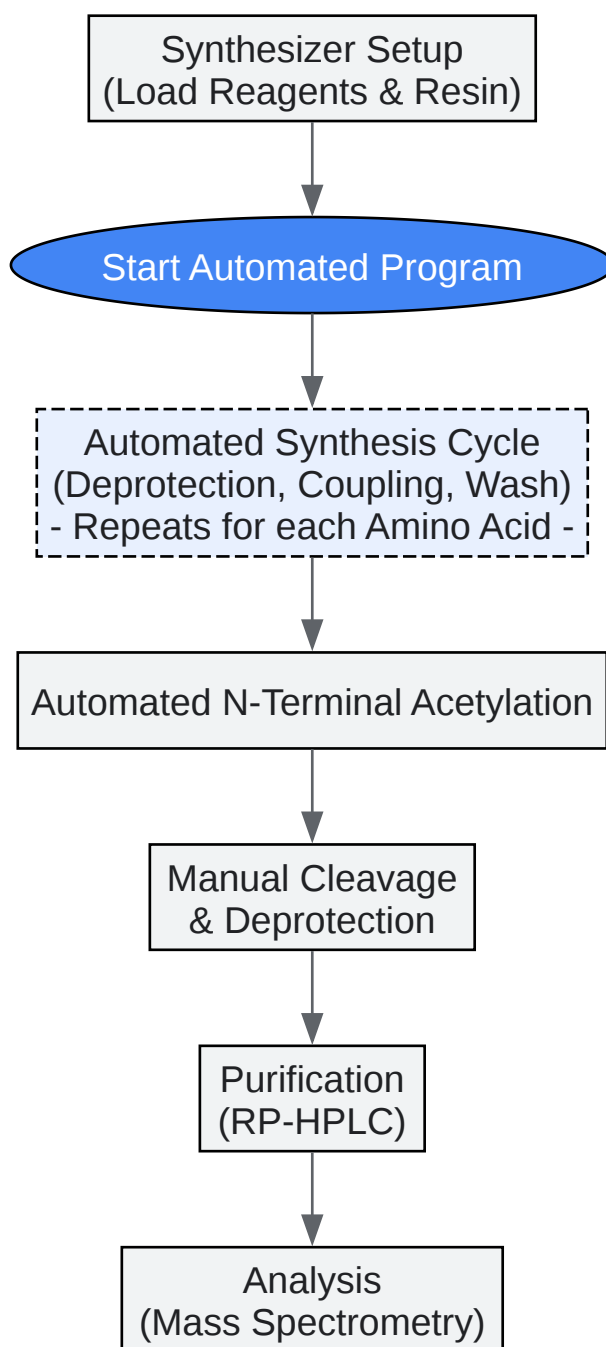 Synthesizer Setup
(Load Reagents & Resin)
Start Automated Program
Automated Synthesis Cycle
(Deprotection, Coupling, Wash)
- Repeats for each Amino Acid -
Automated N-Terminal Acetylation
Manual Cleavage
& Deprotection
Purification
(RP-HPLC)
Analysis
(Mass Spectrometry)